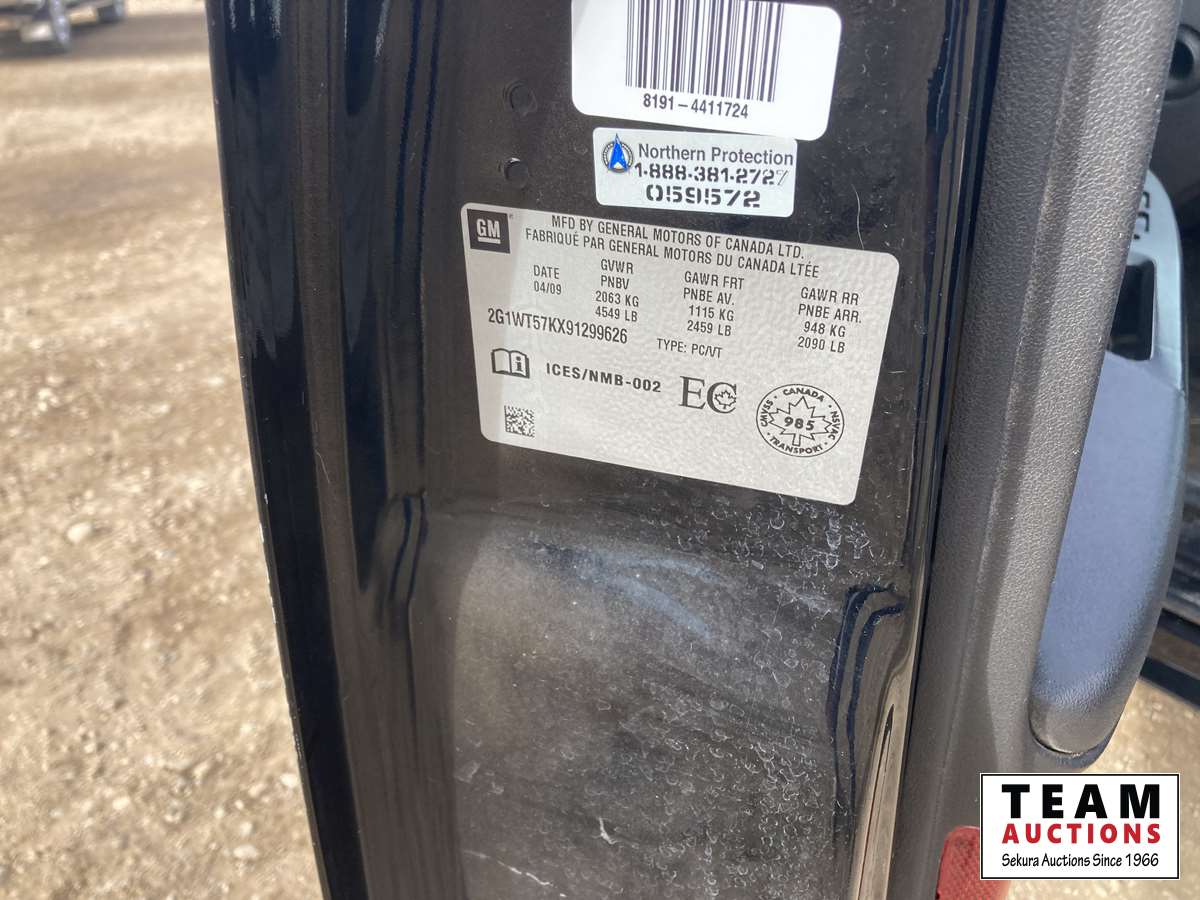 8191-4411724
Northern Protection
1-888-381-2727
059572
GM
MFD BY GENERAL MOTORS OF CANADA LTD.
FABRIQUÉ PAR GENERAL MOTORS DU CANADA LTÉE
DATE GVWR GAWR FRT GAWR RR
04/09 PNBV PNBE AV. PNBE ARR.
2063 KG 1115 KG 948 KG
4549 LB 2459 LB 2090 LB
2G1WT57KX91299626
TYPE: PC/VT
ICES/NMB-002
EC
CANADA
CMVSS NSVAC
985
TRANSPORT
TEAM
AUCTIONS
Sekura Auctions Since 1966